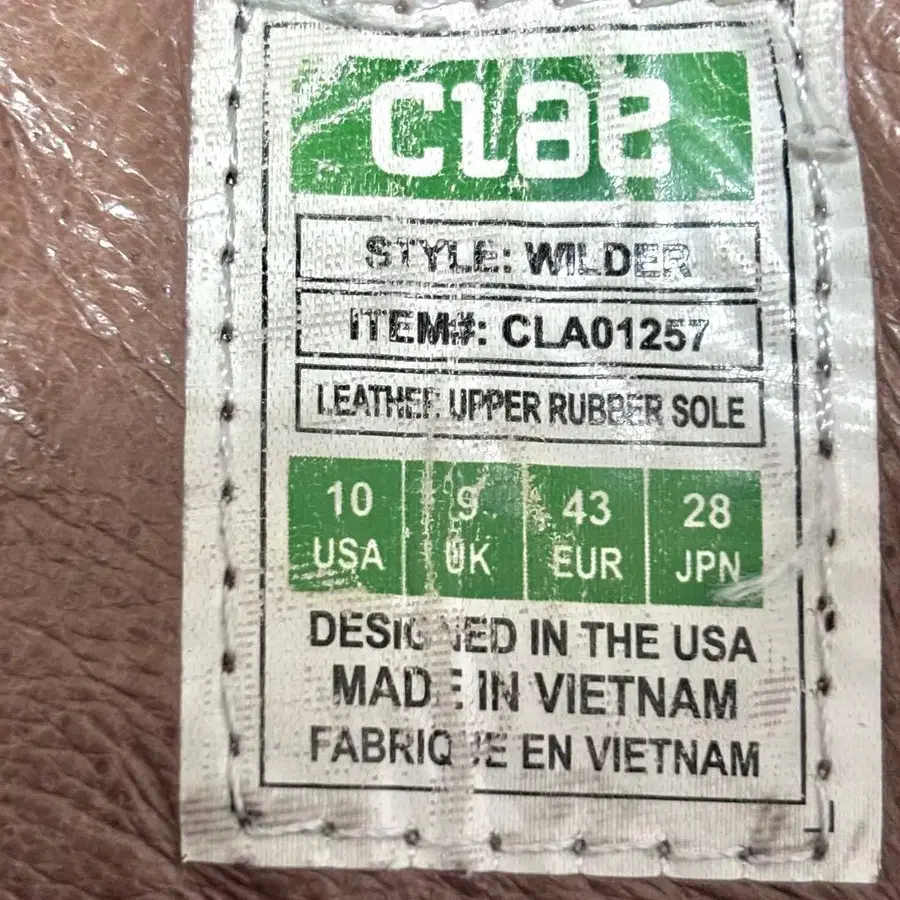 clae
STYLE: WILDER
ITEM#: CLA01257
LEATHER UPPER RUBBER SOLE
10 9 43 28
USA UK EUR JPN
DESIGNED IN THE USA
MADE IN VIETNAM
FABRIQUE EN VIETNAM